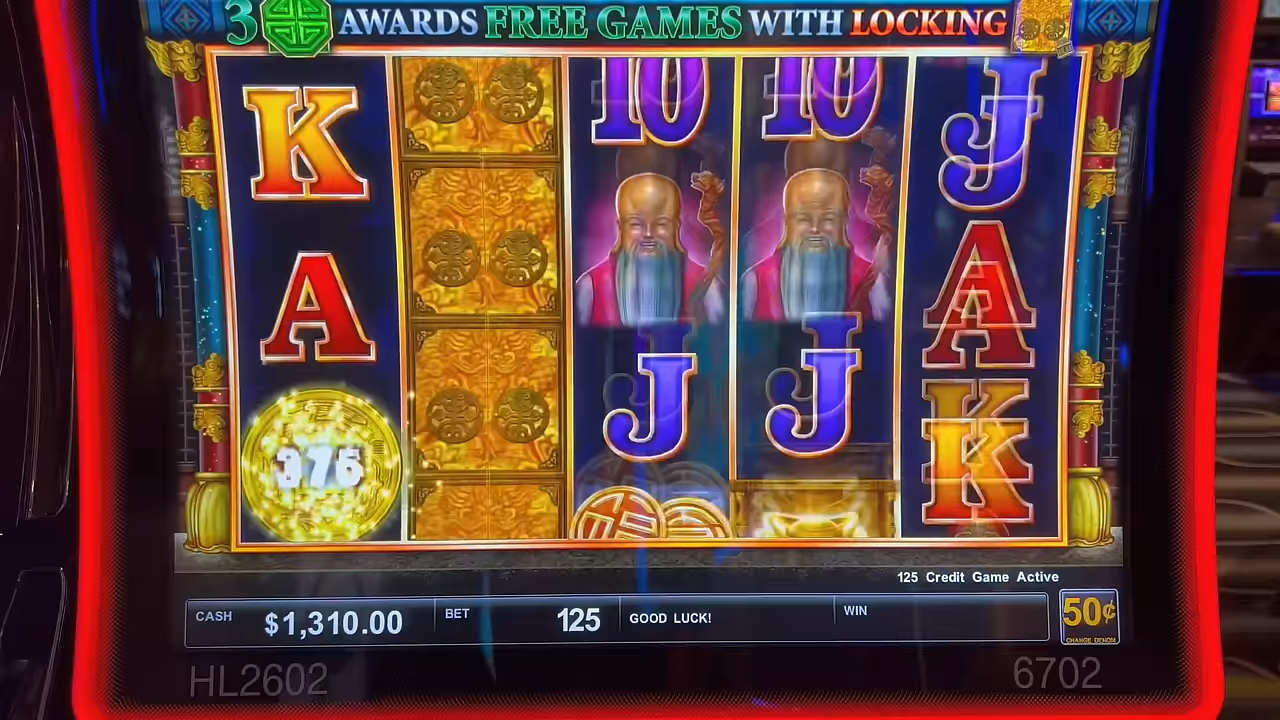 3 AWARDS FREE GAMES WITH LOCKING
K 10 10 J
A J J A
375 K
125 Credit Game Active
CASH $1,310.00 BET 125 GOOD LUCK! WIN 50¢
CHANGE DENOM
HL2602 6702